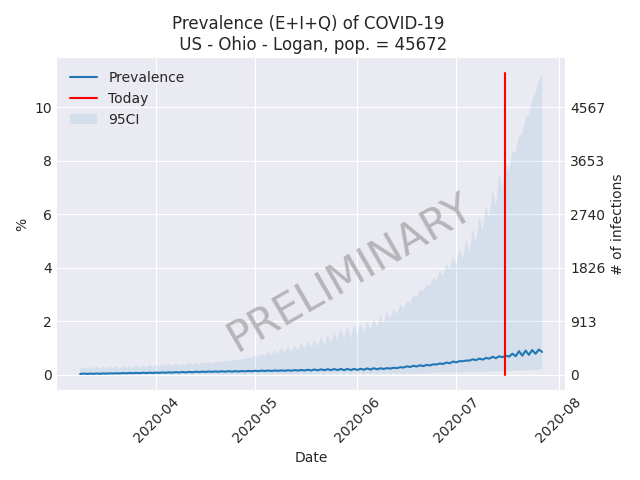 Prevalence (E+I+Q) of COVID-19
US - Ohio - Logan, pop. = 45672
Prevalence
Today
95CI
PRELIMINARY
%
10
8
6
4
2
0
4567
3653
2740
1826
913
0
# of infections
2020-04
2020-05
2020-06
2020-07
2020-08
Date